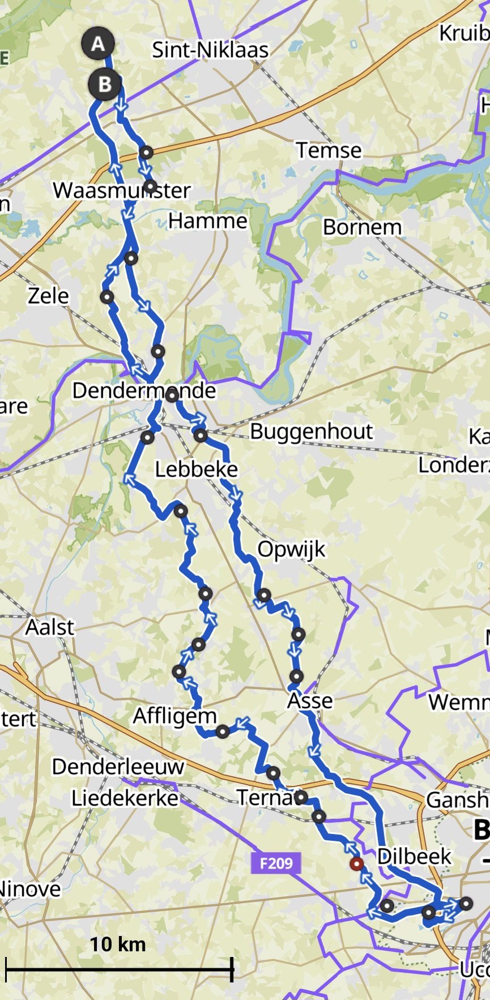 A
Sint-Niklaas
Kruib
E
B
H
Temse
Waasmunster
n
Hamme
Bornem
Zele
Dendermonde
are
Buggenhout
Ka
Lebbeke
Londerz
Opwijk
Aalst
M
Asse
Wemm
Affligem
tert
Denderleeuw
Liedekerke
Ternat
Gansh
B
Dilbeek
F209
Ninove
10 km
Ucc